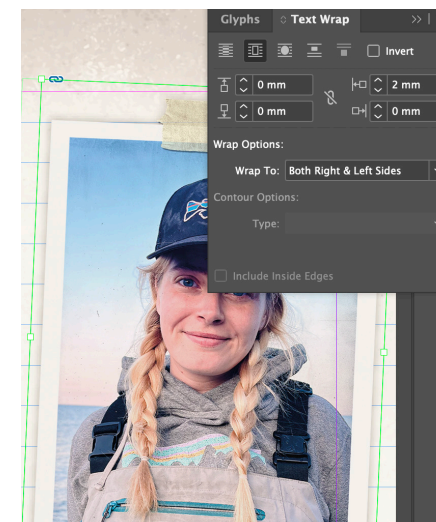 Glyphs
Text Wrap
>> 
Invert
0 mm
2 mm
0 mm
0 mm
Wrap Options:
Wrap To: Both Right & Left Sides
Contour Options:
Type:
Include Inside Edges